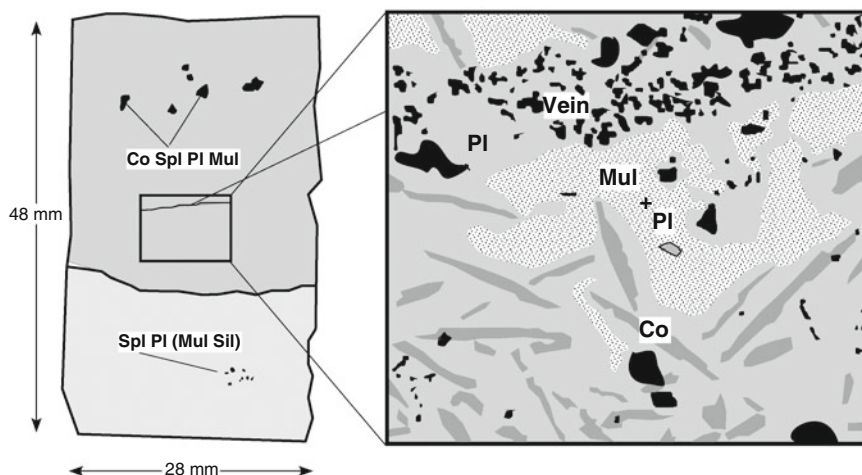 48 mm
Co Spl Pl Mul
Spl Pl (Mul Sil)
28 mm
Vein
Pl
Mul
+
Pl
Co